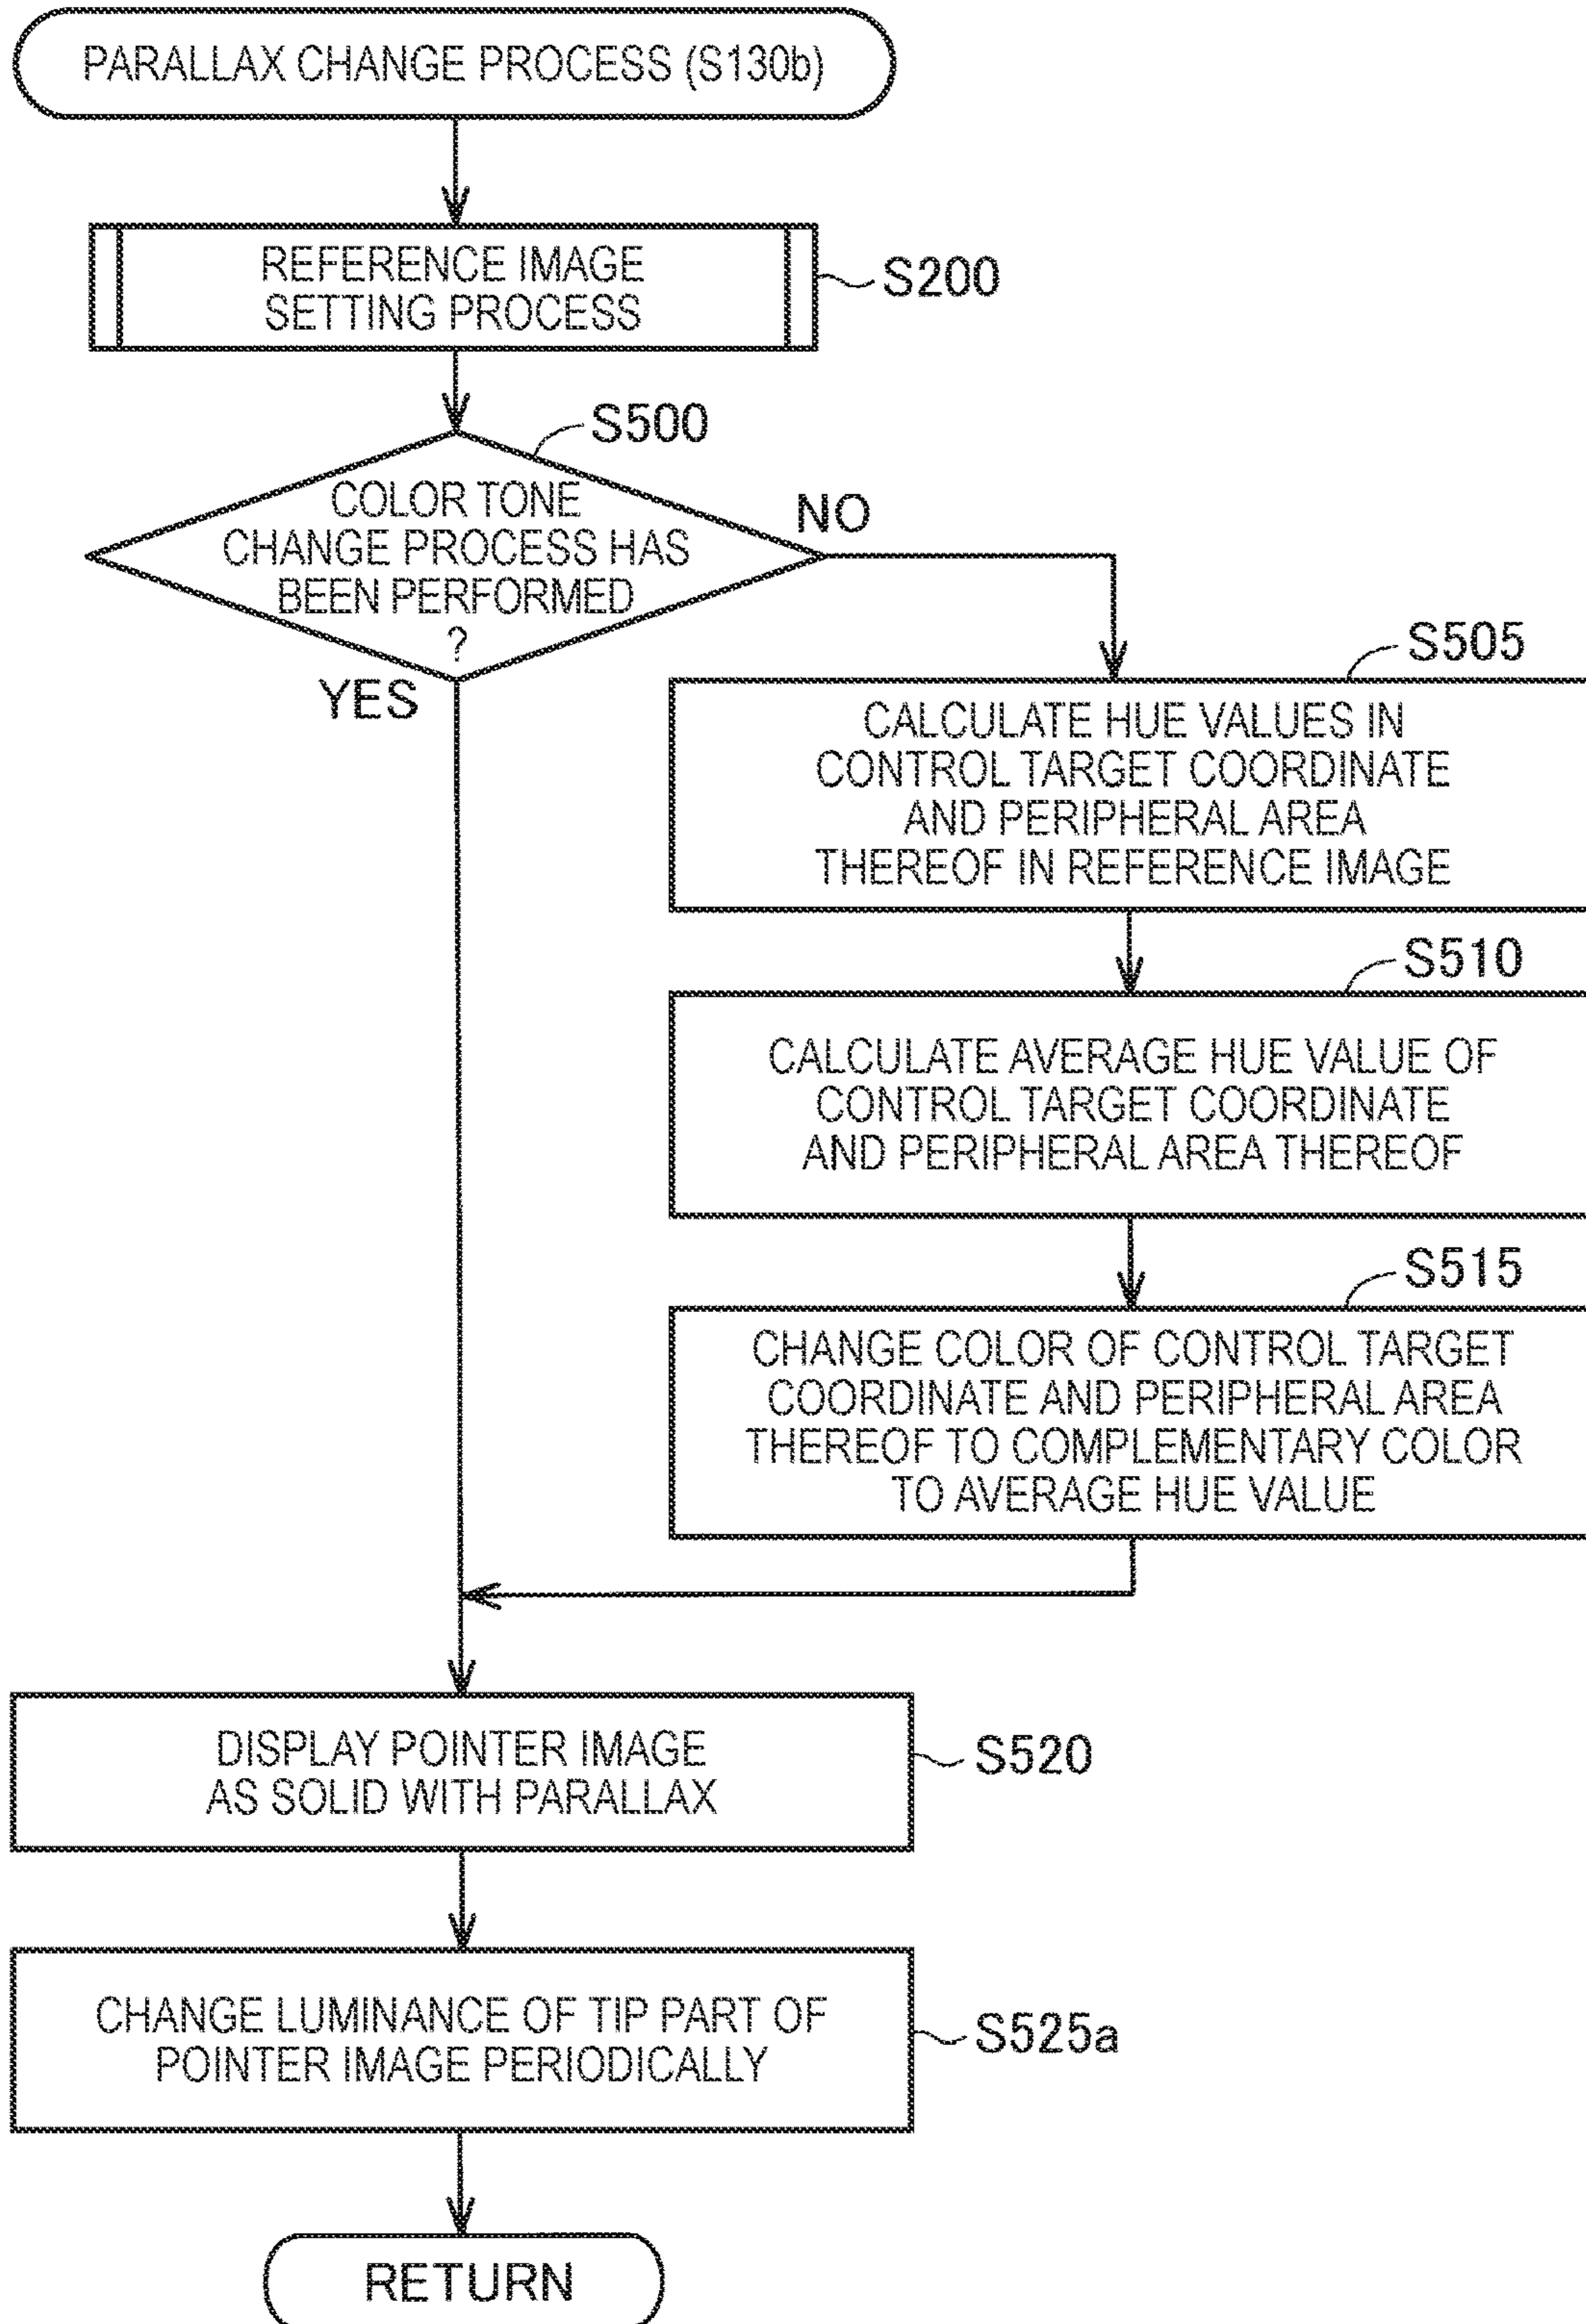 PARALLAX CHANGE PROCESS (S130b)
REFERENCE IMAGE
SETTING PROCESS
S200
S500
COLOR TONE
CHANGE PROCESS HAS
BEEN PERFORMED
?
NO
YES
S505
CALCULATE HUE VALUES IN
CONTROL TARGET COORDINATE
AND PERIPHERAL AREA
THEREOF IN REFERENCE IMAGE
S510
CALCULATE AVERAGE HUE VALUE OF
CONTROL TARGET COORDINATE
AND PERIPHERAL AREA THEREOF
S515
CHANGE COLOR OF CONTROL TARGET
COORDINATE AND PERIPHERAL AREA
THEREOF TO COMPLEMENTARY COLOR
TO AVERAGE HUE VALUE
DISPLAY POINTER IMAGE
AS SOLID WITH PARALLAX
S520
CHANGE LUMINANCE OF TIP PART OF
POINTER IMAGE PERIODICALLY
S525a
RETURN